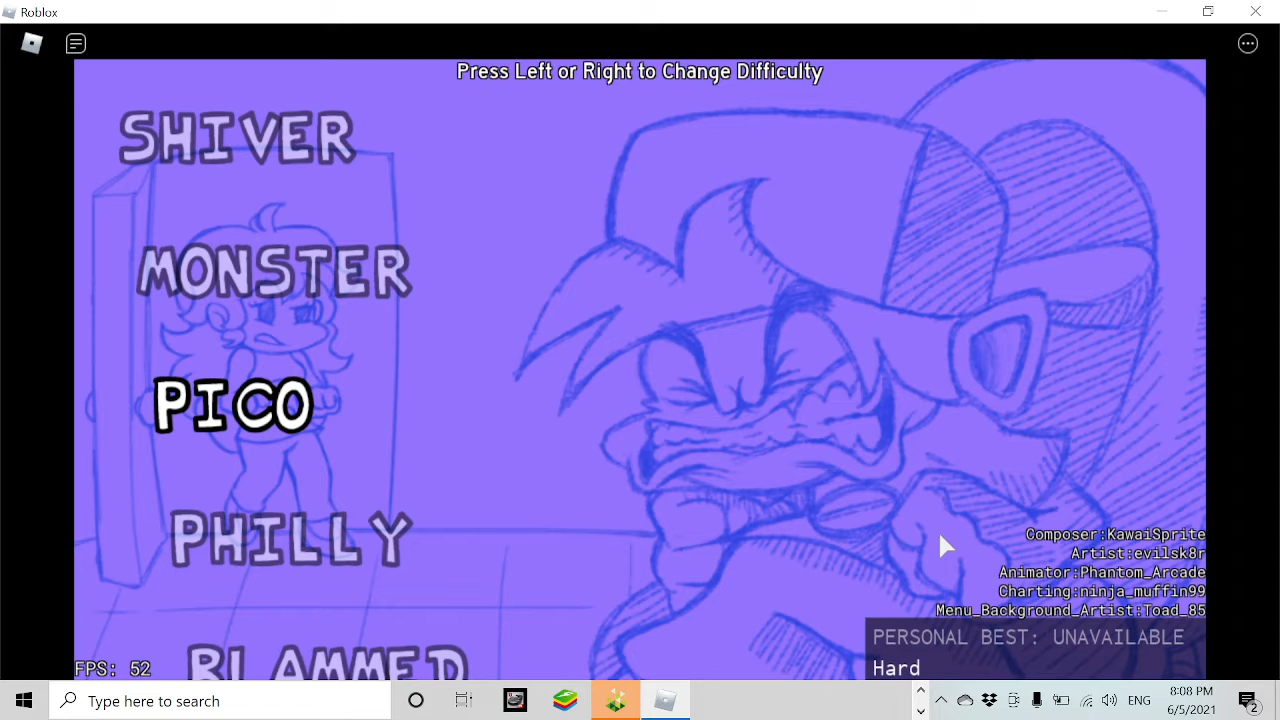 Roblox
Press Left or Right to Change Difficulty
SHIVER
MONSTER
PICO
PHILLY
BLAMMED
Composer:KawaiSprite
Artist:evilsk8r
Animator:Phantom_Arcade
Charting:ninja_muffin99
Menu_Background_Artist:Toad_85
PERSONAL BEST: UNAVAILABLE
Hard
FPS: 52
Type here to search
ENG
8:08 PM
6/5/2021
2